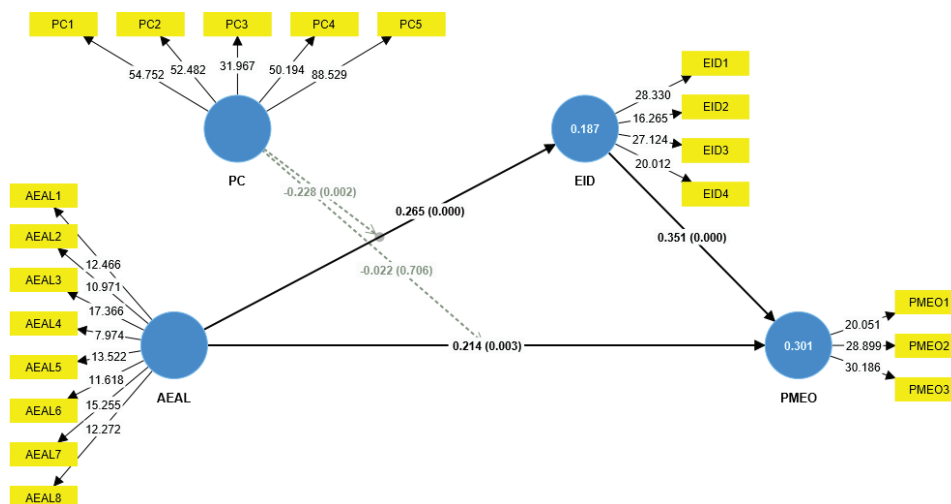 PC1 PC2 PC3 PC4 PC5
54.752 52.482 31.967 50.194 88.529
PC
EID1
EID2
EID3
EID4
28.330
16.265
27.124
20.012
0.187
EID
-0.228 (0.002)
0.265 (0.000)
-0.022 (0.706)
0.351 (0.000)
AEAL1
AEAL2
AEAL3
AEAL4
AEAL5
AEAL6
AEAL7
AEAL8
12.466
10.971
17.366
7.974
13.522
11.618
15.255
12.272
AEAL
0.214 (0.003)
0.301
PMEO
20.051
28.899
30.186
PMEO1
PMEO2
PMEO3